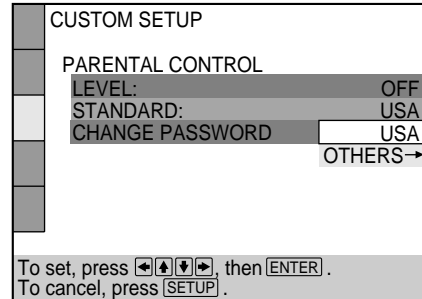 CUSTOM SETUP
PARENTAL CONTROL
LEVEL: OFF
STANDARD: USA
CHANGE PASSWORD USA
OTHERS→
To set, press ←↑↓→, then ENTER.
To cancel, press SETUP.